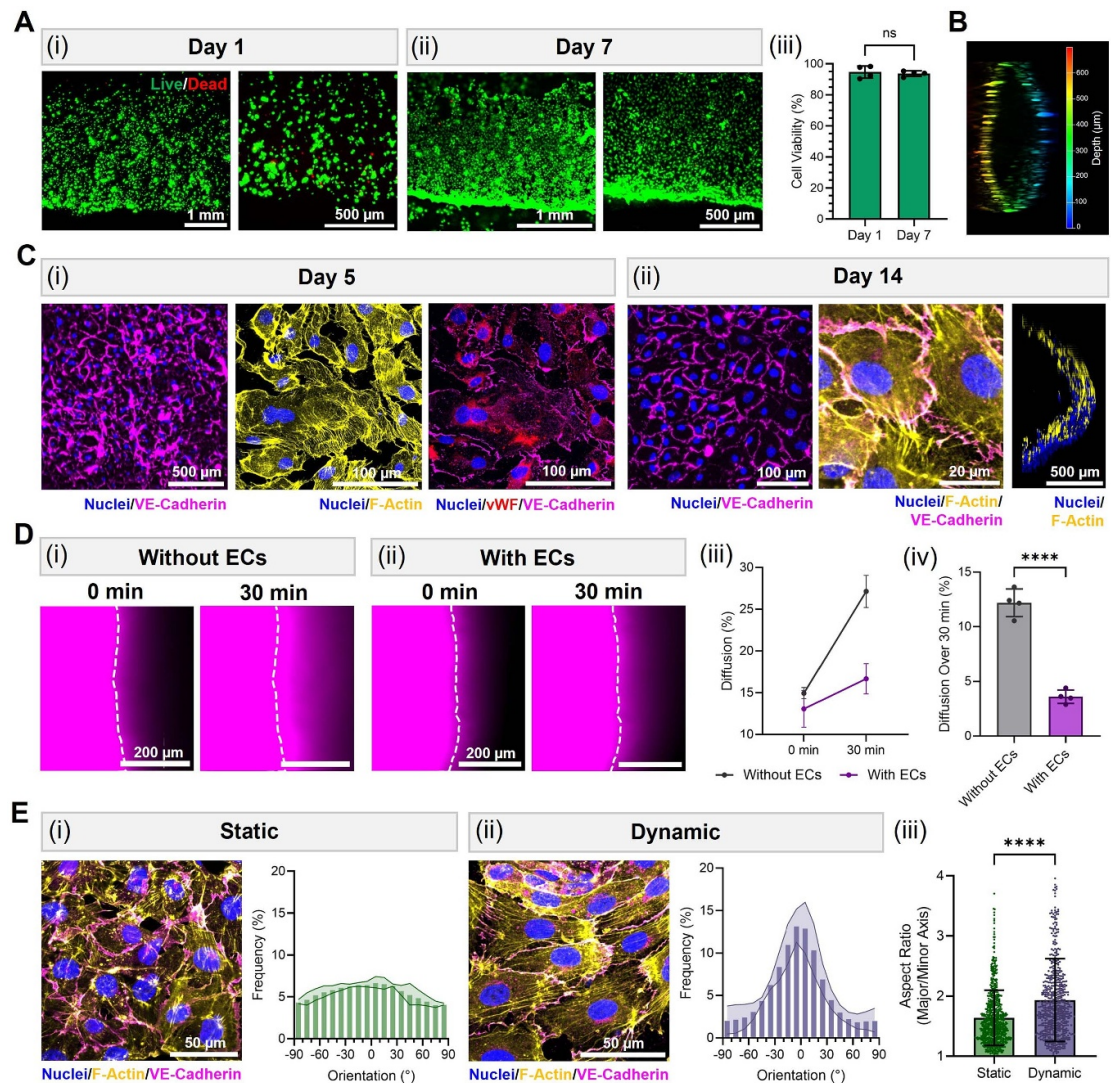 A
(i)
Day 1
Live/Dead
1 mm
500 µm
(ii)
Day 7
1 mm
500 µm
(iii)
ns
100
80
60
40
20
0
Cell Viability (%)
Day 1
Day 7
B
600
500
400
300
200
100
0
Depth (µm)
C
(i)
Day 5
500 µm
Nuclei/VE-Cadherin
100 µm
Nuclei/F-Actin
100 µm
Nuclei/vWF/VE-Cadherin
(ii)
Day 14
100 µm
Nuclei/VE-Cadherin
20 µm
Nuclei/F-Actin/
VE-Cadherin
500 µm
Nuclei/
F-Actin
D
(i)
Without ECs
0 min
30 min
200 µm
(ii)
With ECs
0 min
30 min
200 µm
(iii)
30
25
20
15
10
Diffusion (%)
0 min
30 min
Without ECs
With ECs
(iv)
****
15
10
5
0
Diffusion Over 30 min (%)
Without ECs
With ECs
E
(i)
Static
50 µm
Nuclei/F-Actin/VE-Cadherin
20
15
10
5
0
Frequency (%)
-90
-60
-30
0
30
60
90
Orientation (°)
(ii)
Dynamic
50 µm
Nuclei/F-Actin/VE-Cadherin
20
15
10
5
0
Frequency (%)
-90
-60
-30
0
30
60
90
Orientation (°)
(iii)
****
4
3
2
1
Aspect Ratio
(Major/Minor Axis)
Static
Dynamic